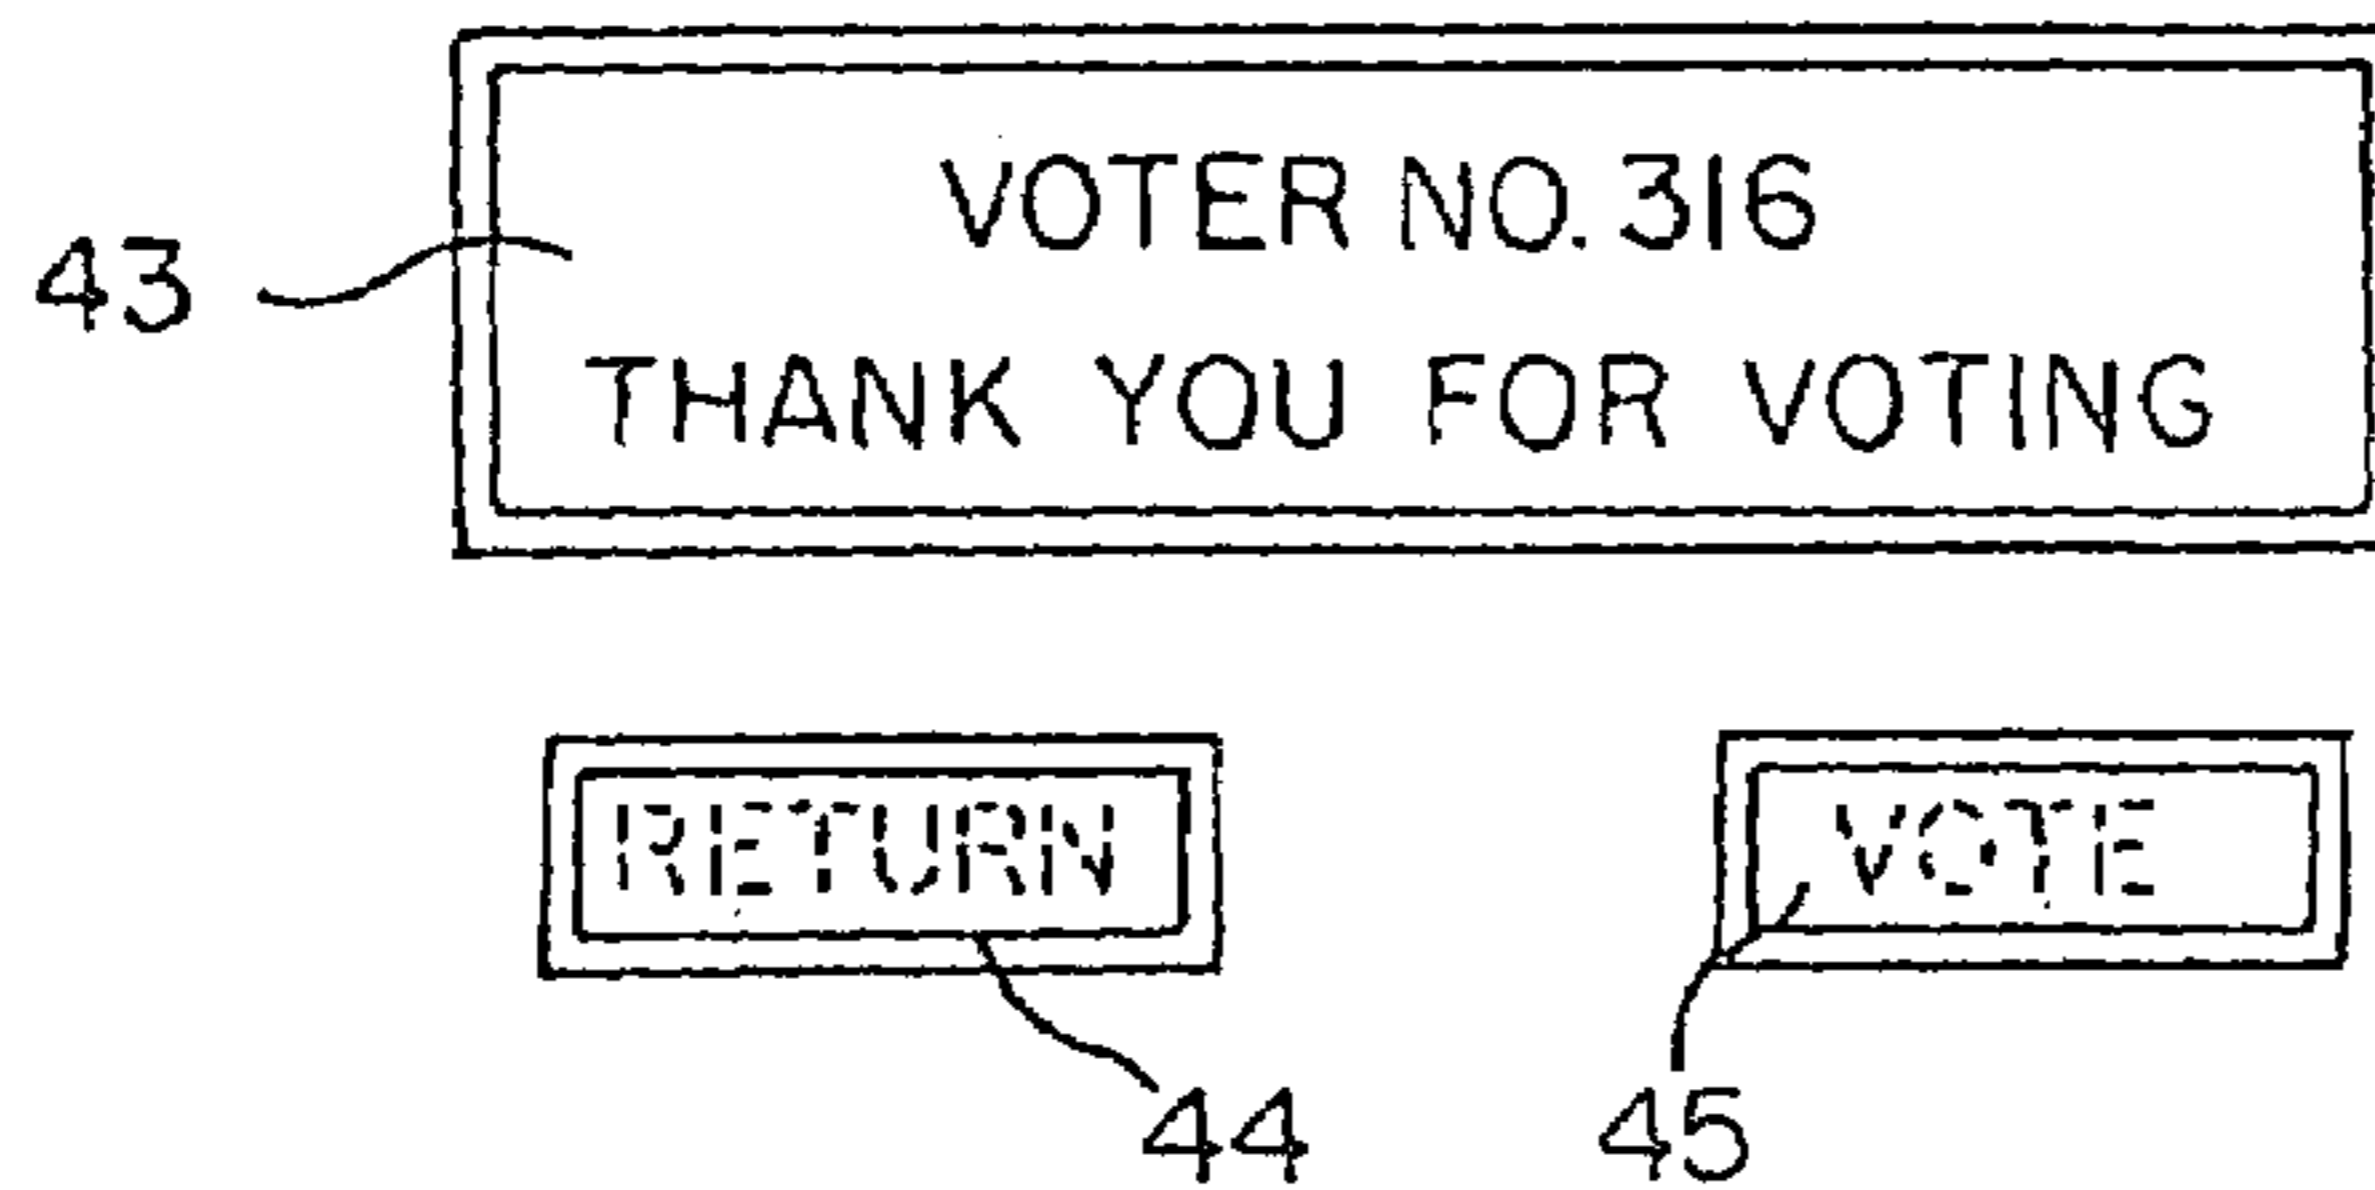 VOTER NO. 316
43
THANK YOU FOR VOTING
RETURN VOTE
44 45